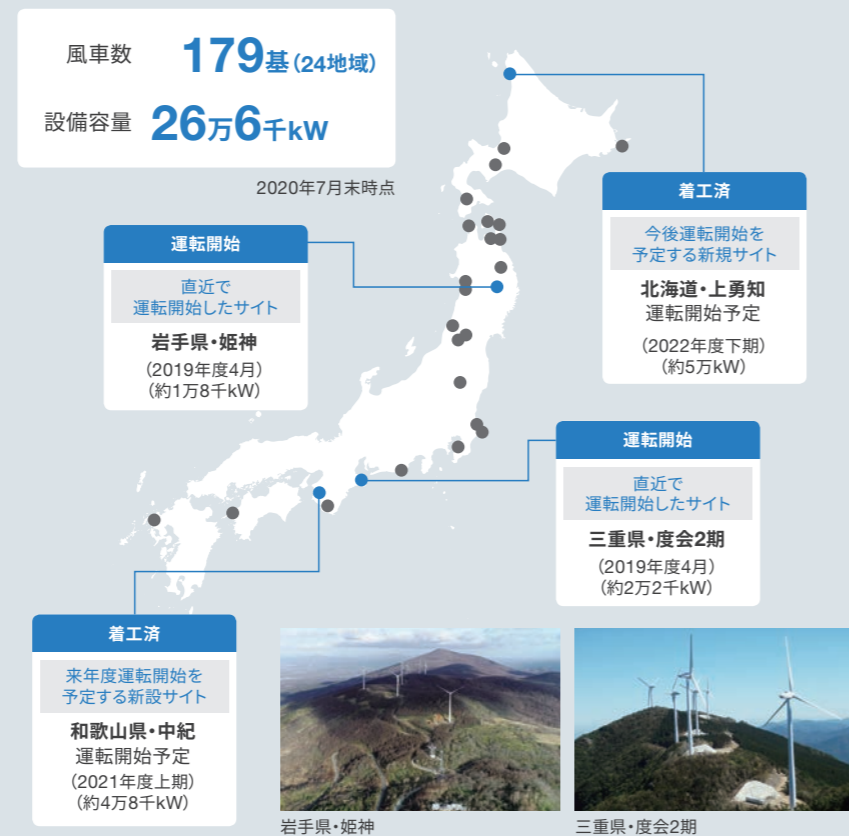 風車数 179基(24地域)
設備容量 26万6千kW
2020年7月末時点
着工済
今後運転開始を
予定する新規サイト
北海道・上勇知
運転開始予定
(2022年度下期)
(約5万kW)
運転開始
直近で
運転開始したサイト
岩手県・姫神
(2019年度4月)
(約1万8千kW)
運転開始
直近で
運転開始したサイト
三重県・度会2期
(2019年度4月)
(約2万2千kW)
着工済
来年度運転開始を
予定する新設サイト
和歌山県・中紀
運転開始予定
(2021年度上期)
(約4万8千kW)
岩手県・姫神
三重県・度会2期